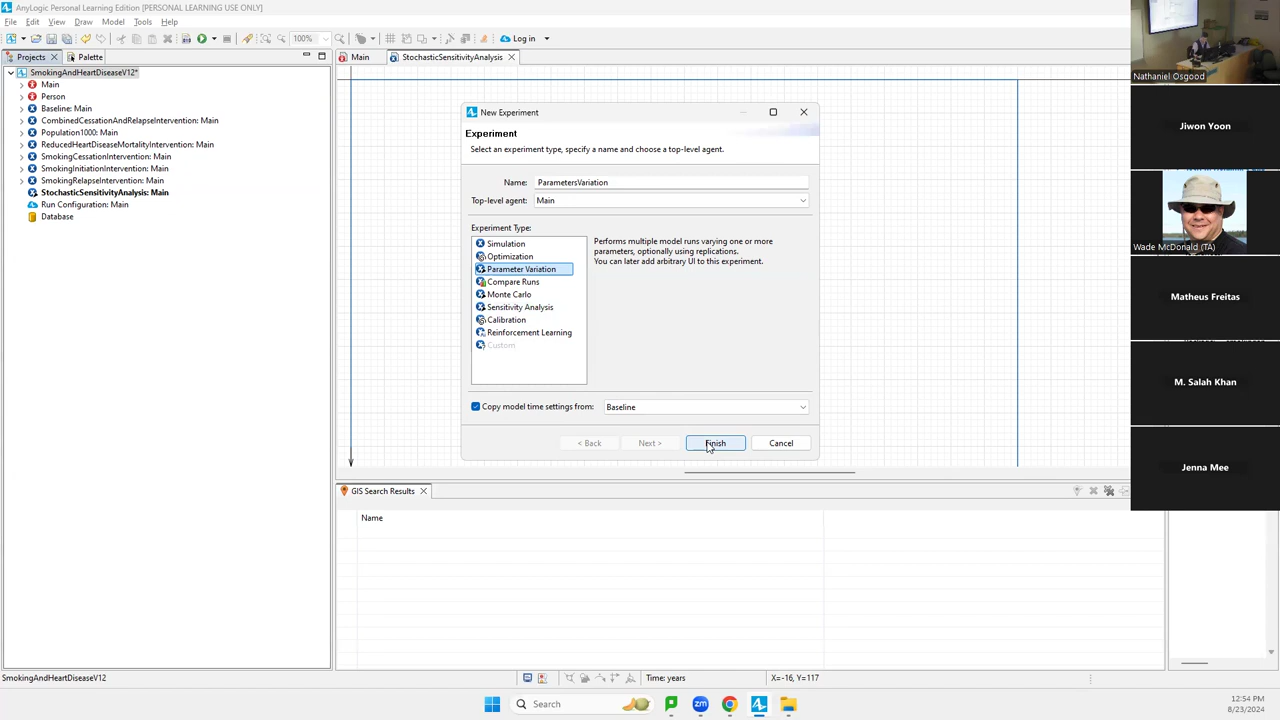 AnyLogic Personal Learning Edition [PERSONAL LEARNING USE ONLY]
File Edit View Draw Model Tools Help
100% Log in
Projects Palette Main StochasticSensitivityAnalysis
SmokingAndHeartDiseaseV12*
Main
Person
Baseline: Main
CombinedCessationAndRelapseIntervention: Main
Population1000: Main
ReducedHeartDiseaseMortalityIntervention: Main
SmokingCessationIntervention: Main
SmokingInitiationIntervention: Main
SmokingRelapseIntervention: Main
StochasticSensitivityAnalysis: Main
Run Configuration: Main
Database
New Experiment
Experiment
Select an experiment type, specify a name and choose a top-level agent.
Name: ParametersVariation
Top-level agent: Main
Experiment Type:
Simulation
Optimization
Parameter Variation
Compare Runs
Monte Carlo
Sensitivity Analysis
Calibration
Reinforcement Learning
Custom
Performs multiple model runs varying one or more
parameters, optionally using replications.
You can later add arbitrary UI to this experiment.
Copy model time settings from: Baseline
< Back Next > Finish Cancel
GIS Search Results
Name
Nathaniel Osgood
Jiwon Yoon
Wade McDonald (TA)
Matheus Freitas
M. Salah Khan
Jenna Mee
SmokingAndHeartDiseaseV12 Time: years X=-16, Y=117
Search
12:54 PM
8/23/2024